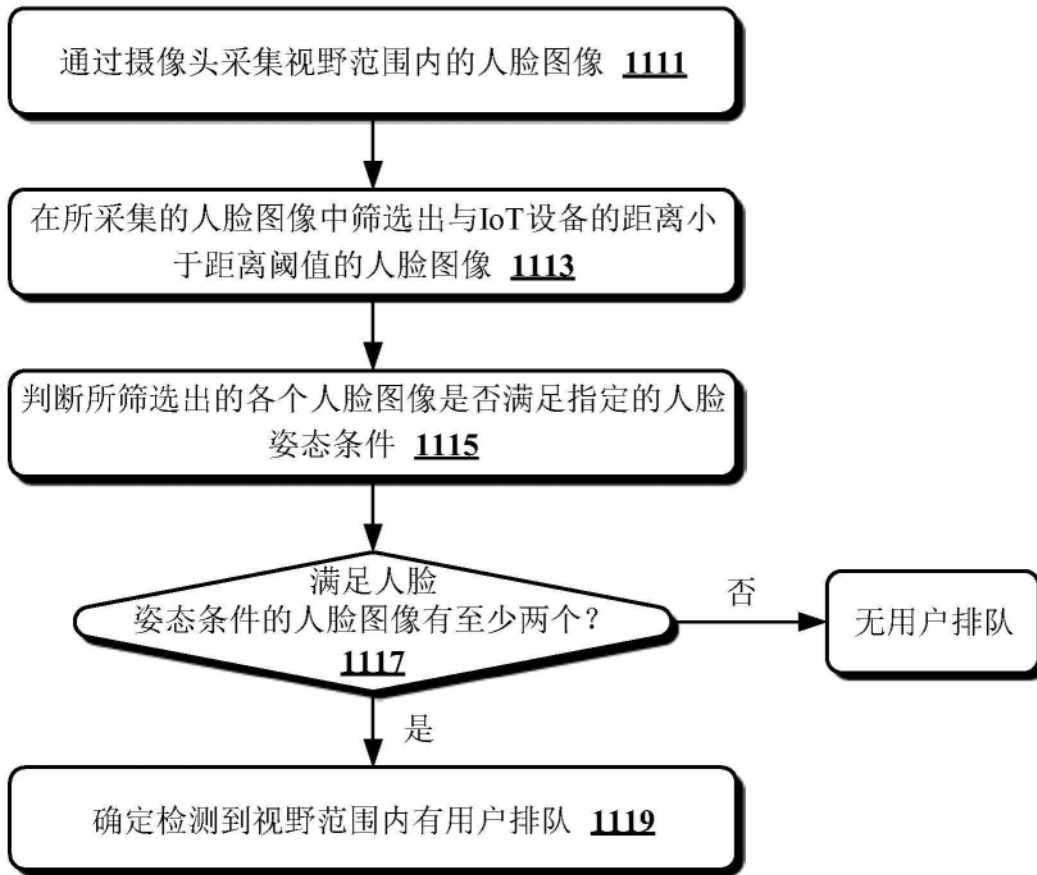 通过摄像头采集视野范围内的人脸图像 1111
在所采集的人脸图像中筛选出与IoT设备的距离小
于距离阈值的人脸图像 1113
判断所筛选出的各个人脸图像是否满足指定的人脸
姿态条件 1115
满足人脸
姿态条件的人脸图像有至少两个？
1117
否
无用户排队
是
确定检测到视野范围内有用户排队 1119